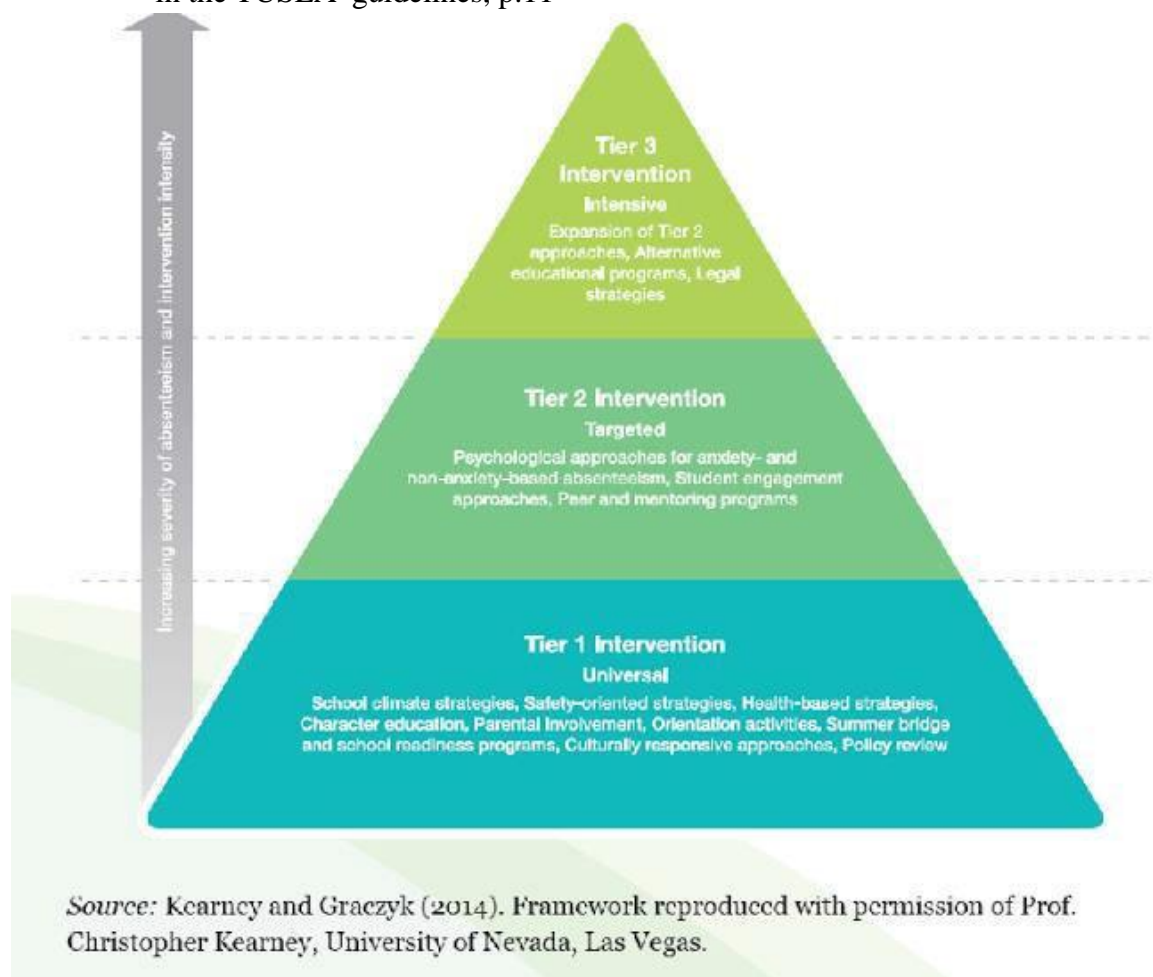 in the TUSLA guidelines, p.11
Increasing severity of absenteeism and intervention intensity
Tier 3
Intervention
Intensive
Expansion of Tier 2
approaches, Alternative
educational programs, Legal
strategies
Tier 2 Intervention
Targeted
Psychological approaches for anxiety- and
non-anxiety-based absenteeism, Student engagement
approaches, Peer and mentoring programs
Tier 1 Intervention
Universal
School climate strategies, Safety-oriented strategies, Health-based strategies,
Character education, Parental Involvement, Orientation activities, Summer bridge
and school readiness programs, Culturally responsive approaches, Policy review
Source: Kearney and Graczyk (2014). Framework reproduced with permission of Prof.
Christopher Kearney, University of Nevada, Las Vegas.